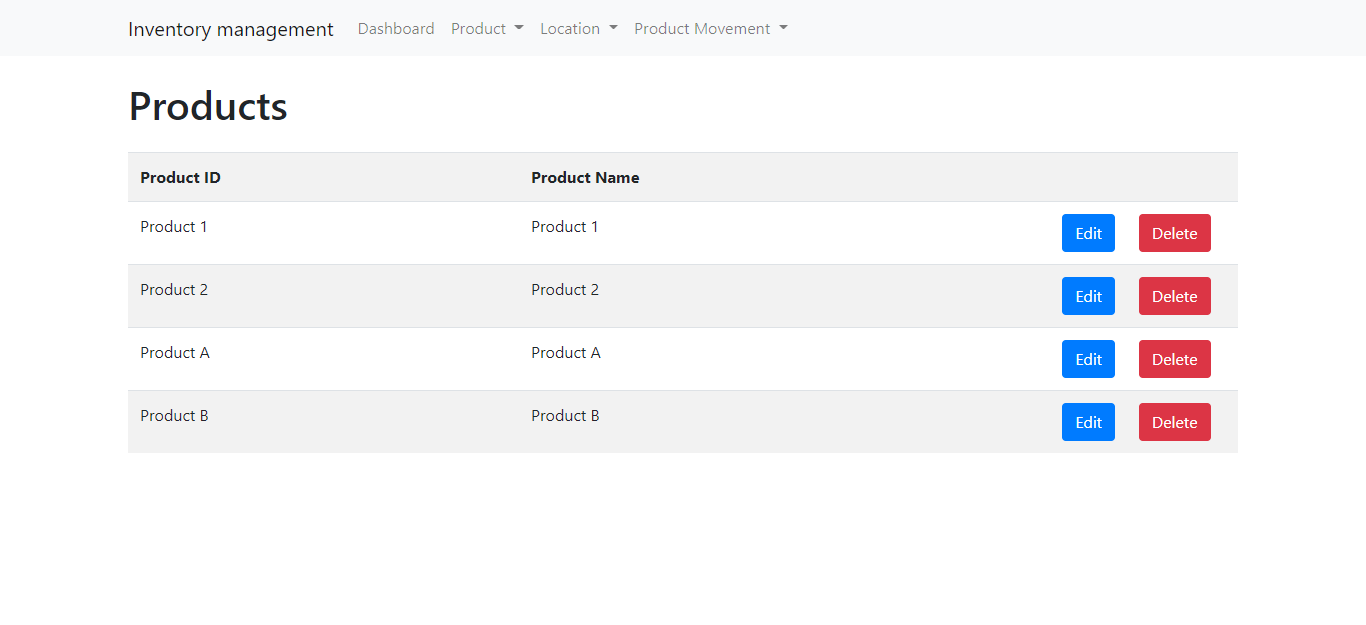 Inventory management Dashboard Product Location Product Movement
Products
Product ID Product Name
Product 1 Product 1 Edit Delete
Product 2 Product 2 Edit Delete
Product A Product A Edit Delete
Product B Product B Edit Delete